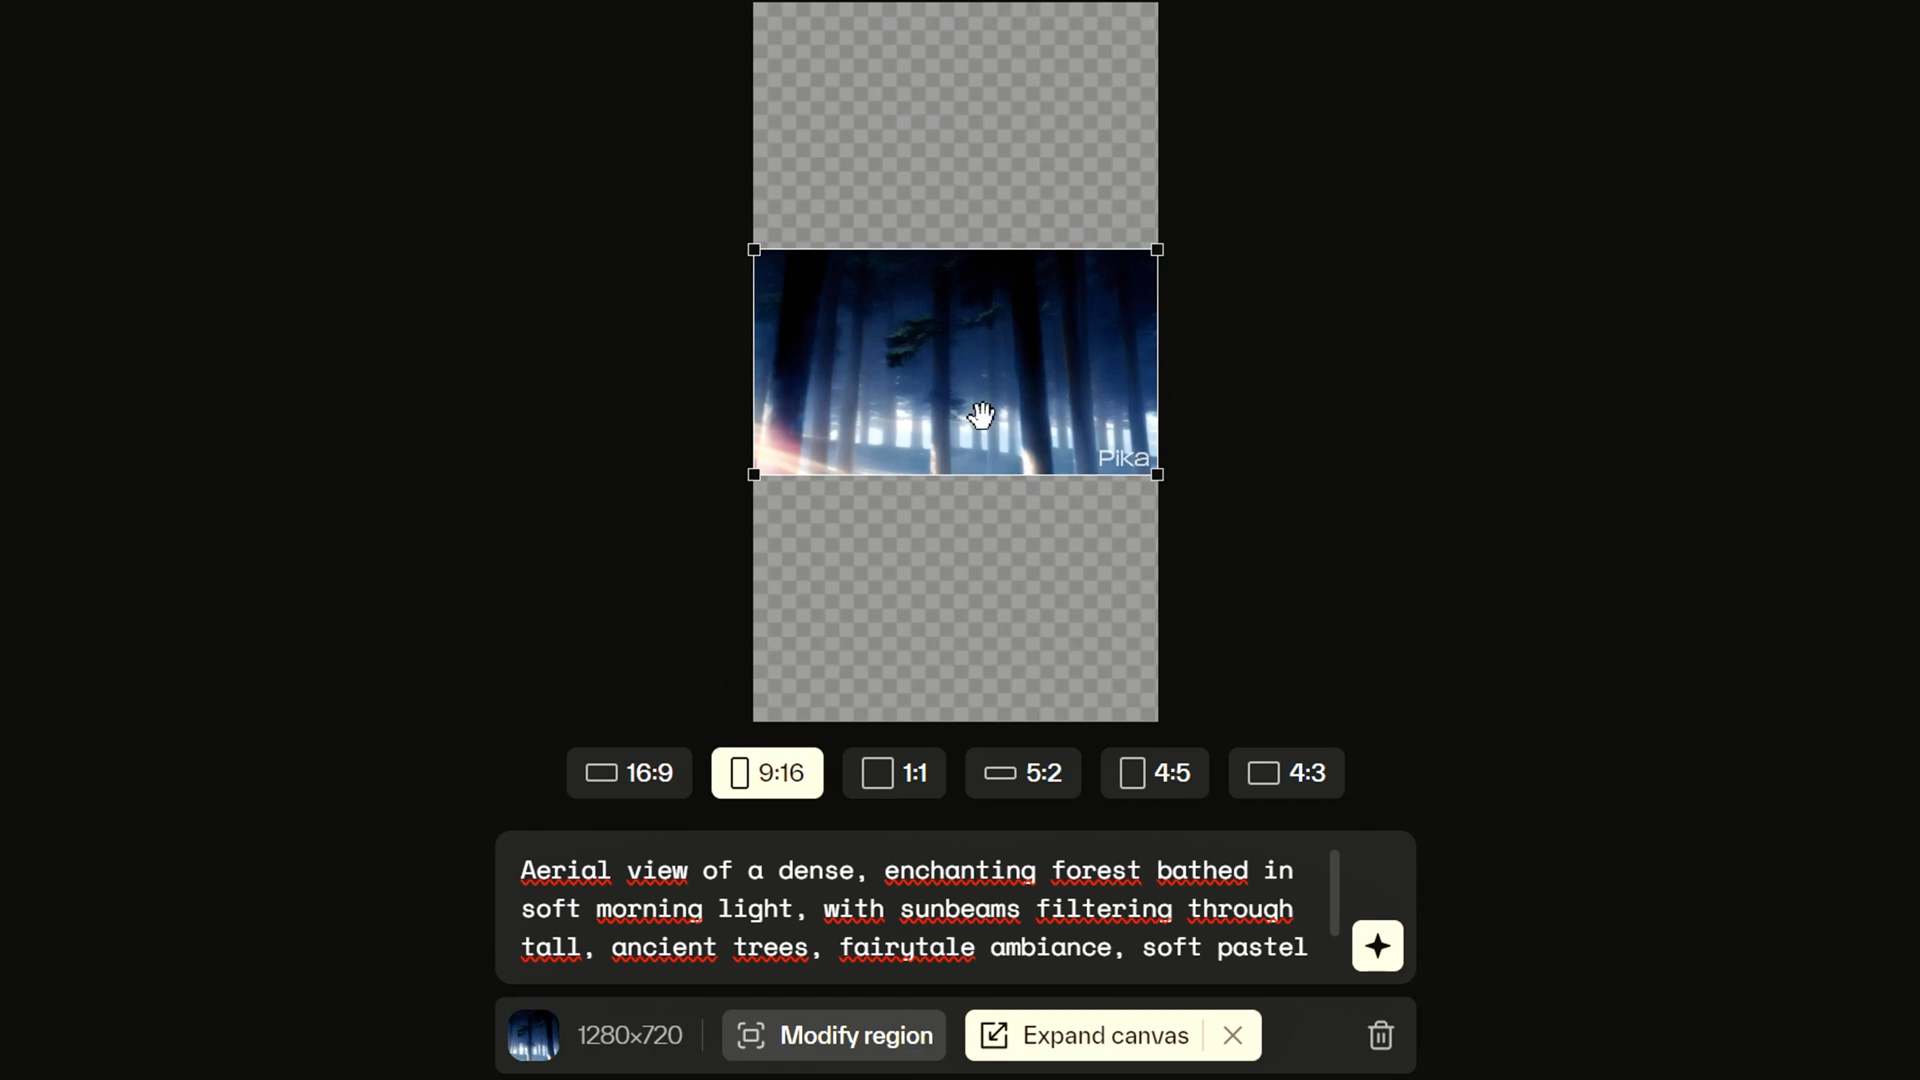 Pika
16:9
9:16
1:1
5:2
4:5
4:3
Aerial view of a dense, enchanting forest bathed in
soft morning light, with sunbeams filtering through
tall, ancient trees, fairytale ambiance, soft pastel
1280×720
Modify region
Expand canvas